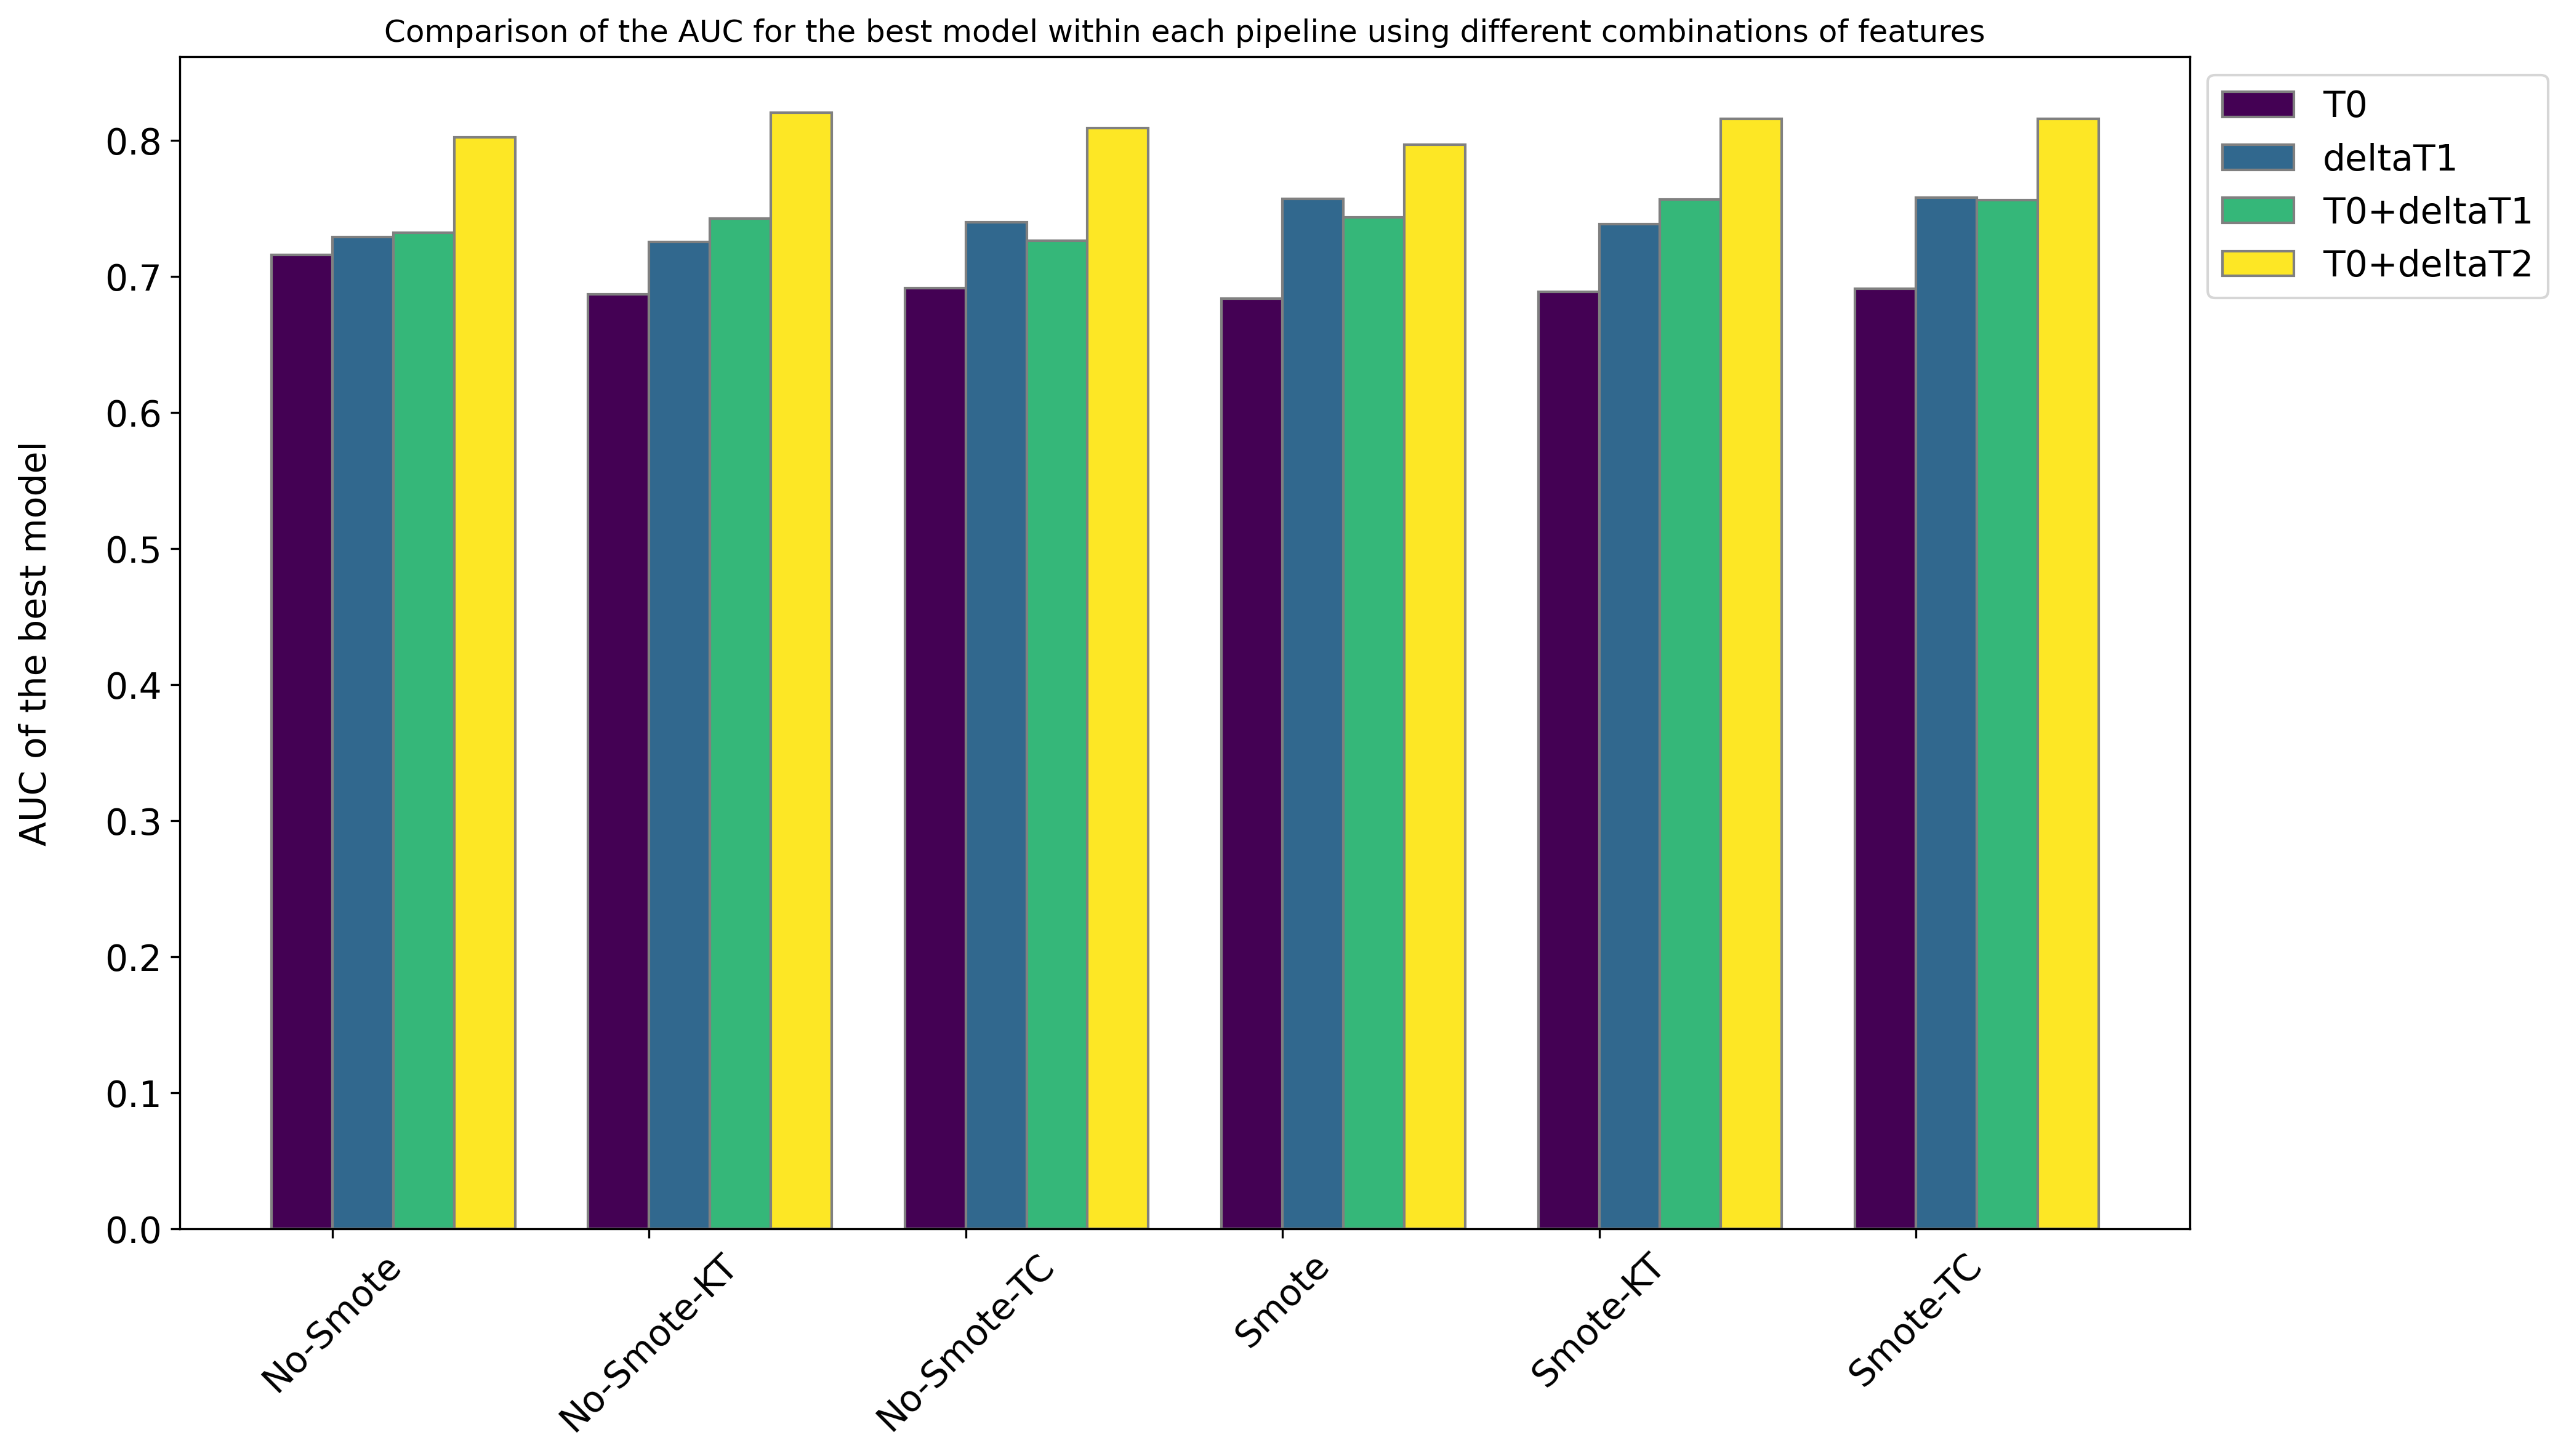 Comparison of the AUC for the best model within each pipeline using different combinations of features
AUC of the best model
0.8
0.7
0.6
0.5
0.4
0.3
0.2
0.1
0.0
No-Smote
No-Smote-KT
No-Smote-TC
Smote
Smote-KT
Smote-TC
T0
deltaT1
T0+deltaT1
T0+deltaT2